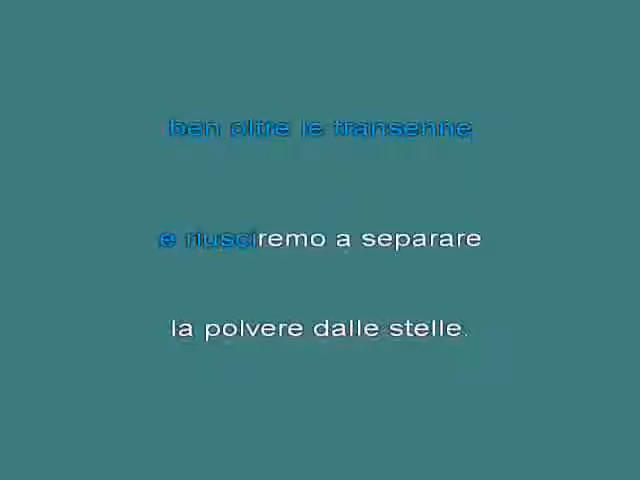 ben oltre le transenne
e riusciremo a separare
la polvere dalle stelle.